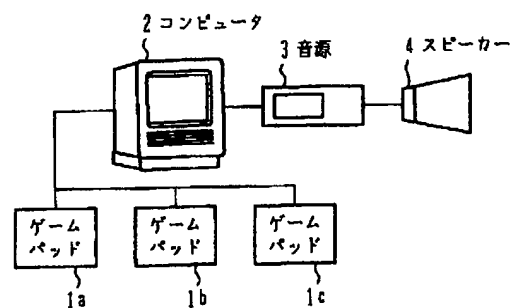 2 コンピュータ
3 音源
4 スピーカー
ゲーム
パッド
ゲーム
パッド
ゲーム
パッド
1a
1b
1c